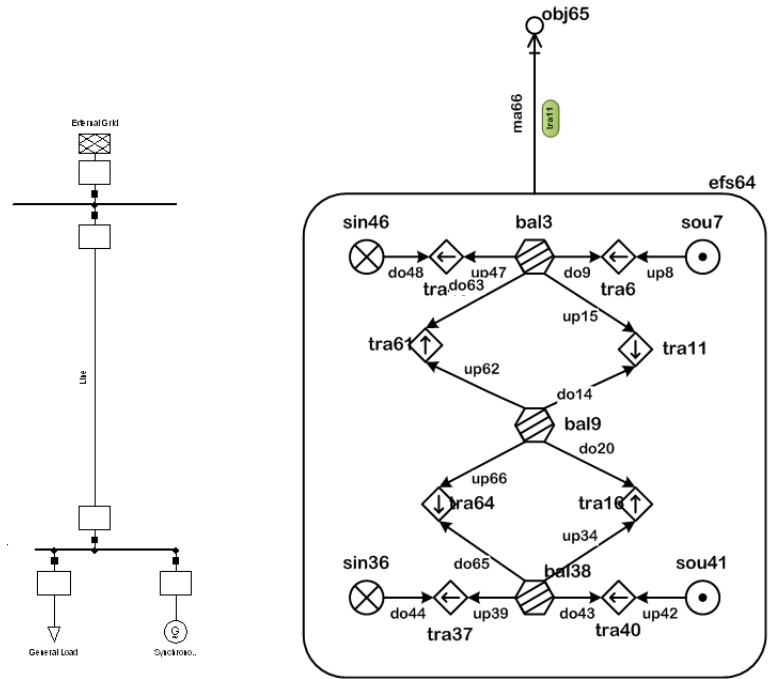 External Grid
Line
General Load
G
Synchrono..
obj65
ma66
tra11
efs64
sin46
bal3
sou7
do48
up47
do9
up8
do63
tra6
up15
tra61
tra11
up62
do14
bal9
do20
up66
tra64
tra16
up34
do65
sin36
bal38
sou41
do44
up39
do43
up42
tra37
tra40